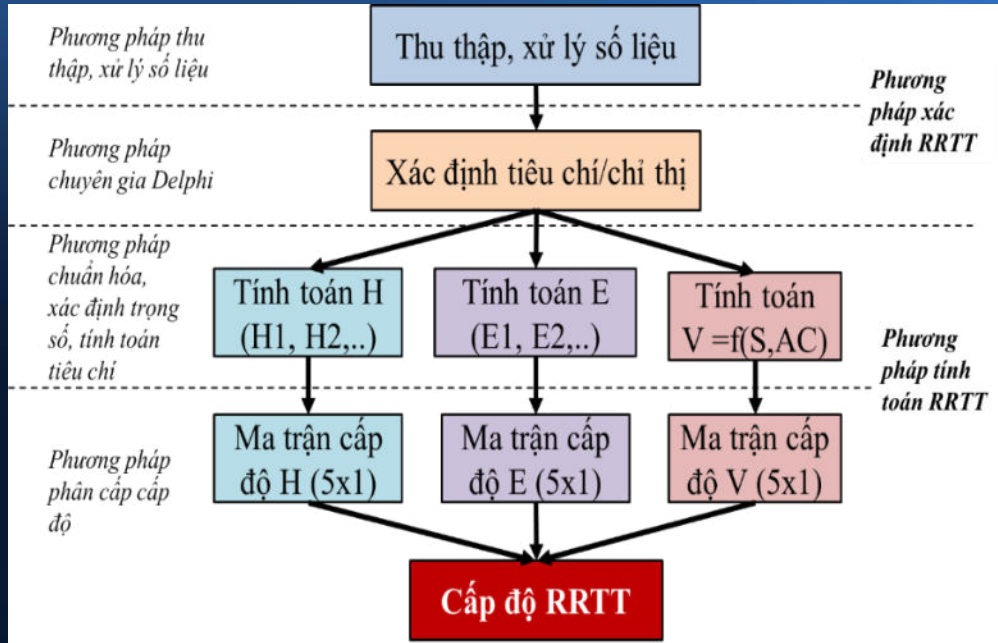 Phương pháp thu
thập, xử lý số liệu
Thu thập, xử lý số liệu
Phương
pháp xác
định RRTT
Phương pháp
chuyên gia Delphi
Xác định tiêu chí/chỉ thị
Phương pháp
chuẩn hóa,
xác định trọng
số, tính toán
tiêu chí
Tính toán H
(H1, H2,..)
Tính toán E
(E1, E2,..)
Tính toán
V =f(S,AC)
Phương
pháp tính
toán RRTT
Phương pháp
phân cấp cấp
độ
Ma trận cấp
độ H (5x1)
Ma trận cấp
độ E (5x1)
Ma trận cấp
độ V (5x1)
Cấp độ RRTT